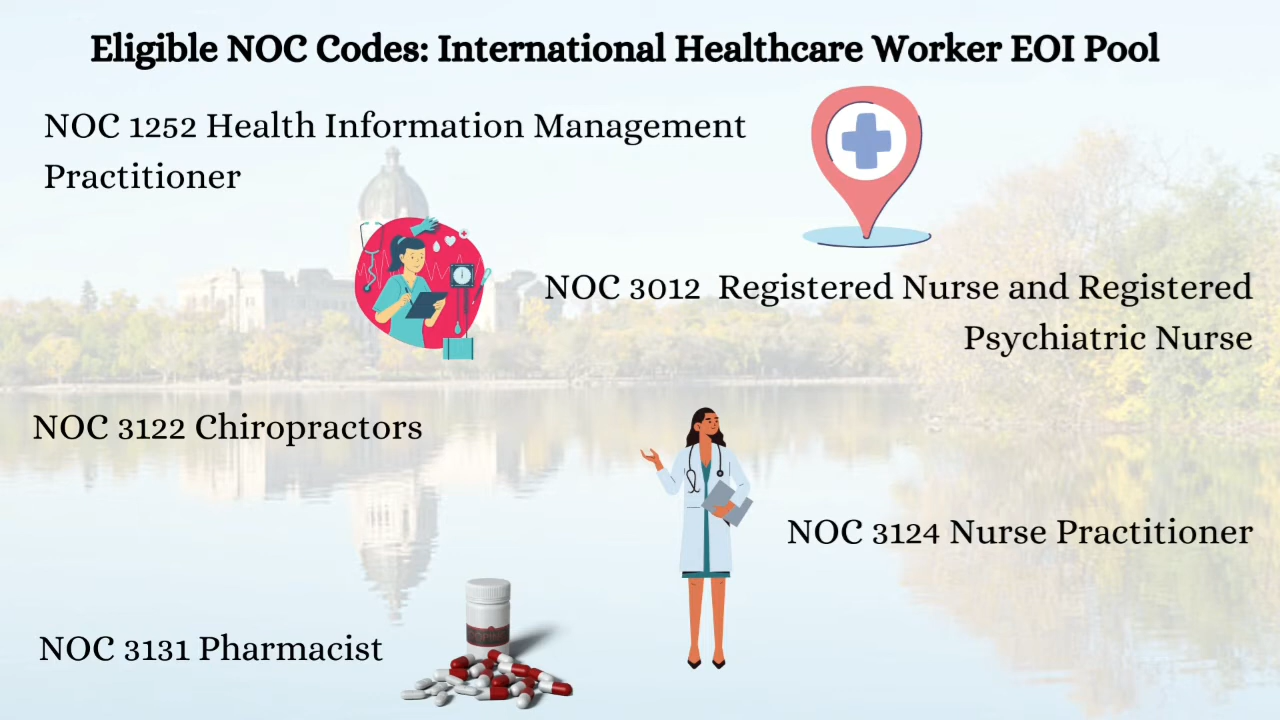 Eligible NOC Codes: International Healthcare Worker EOI Pool
NOC 1252 Health Information Management
Practitioner
NOC 3012 Registered Nurse and Registered
Psychiatric Nurse
NOC 3122 Chiropractors
NOC 3124 Nurse Practitioner
NOC 3131 Pharmacist